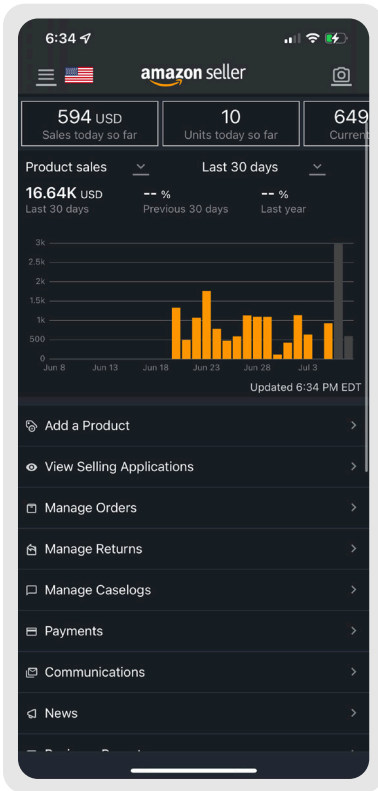 6:34
amazon seller
594 USD
Sales today so far
10
Units today so far
649
Current
Product sales
Last 30 days
16.64K USD
Last 30 days
-- %
Previous 30 days
-- %
Last year
3k
2.5k
2k
1.5k
1k
500
0
Jun 8 Jun 13 Jun 18 Jun 23 Jun 28 Jul 3
Updated 6:34 PM EDT
Add a Product
View Selling Applications
Manage Orders
Manage Returns
Manage Caselogs
Payments
Communications
News